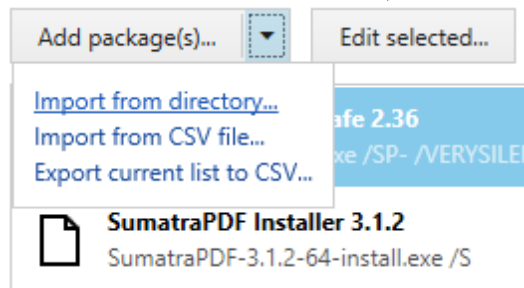 Add package(s)...
Edit selected...
Import from directory...
afe 2.36
Import from CSV file...
xe /SP- /VERYSILE
Export current list to CSV...
SumatraPDF Installer 3.1.2
SumatraPDF-3.1.2-64-install.exe /S